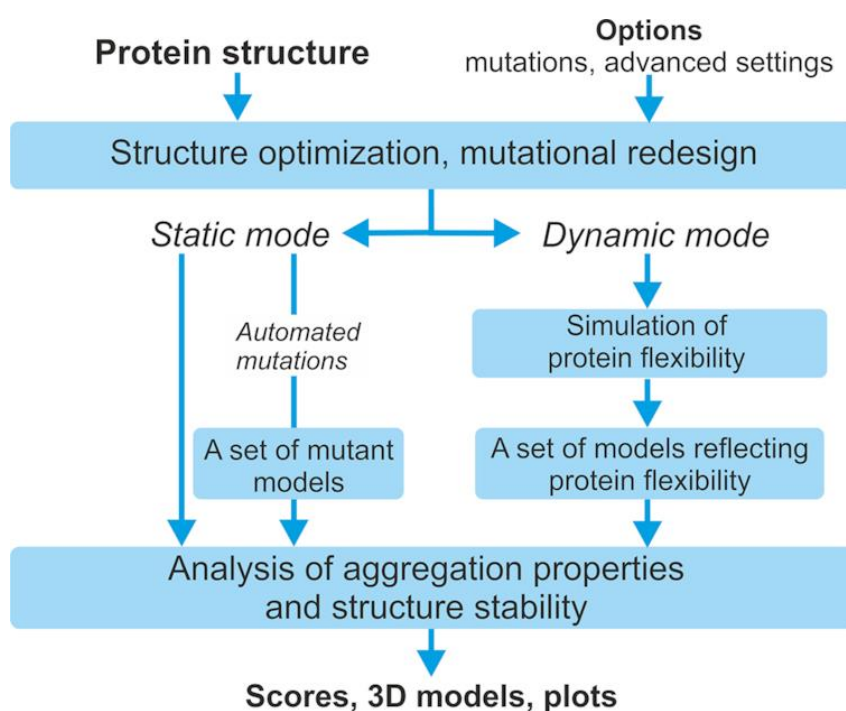 Protein structure
Options
mutations, advanced settings
Structure optimization, mutational redesign
Static mode
Dynamic mode
Automated
mutations
Simulation of
protein flexibility
A set of mutant
models
A set of models reflecting
protein flexibility
Analysis of aggregation properties
and structure stability
Scores, 3D models, plots